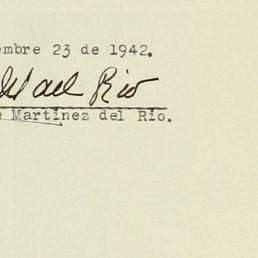 embre 23 de 1942.
del Rio
e Martínez del Río.